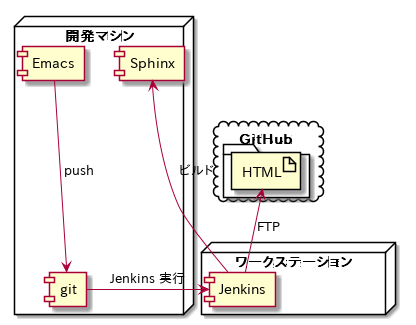 開発マシン
Emacs
Sphinx
GitHub
HTML
push
ビルド
FTP
ワークステーション
Jenkins 実行
git
Jenkins